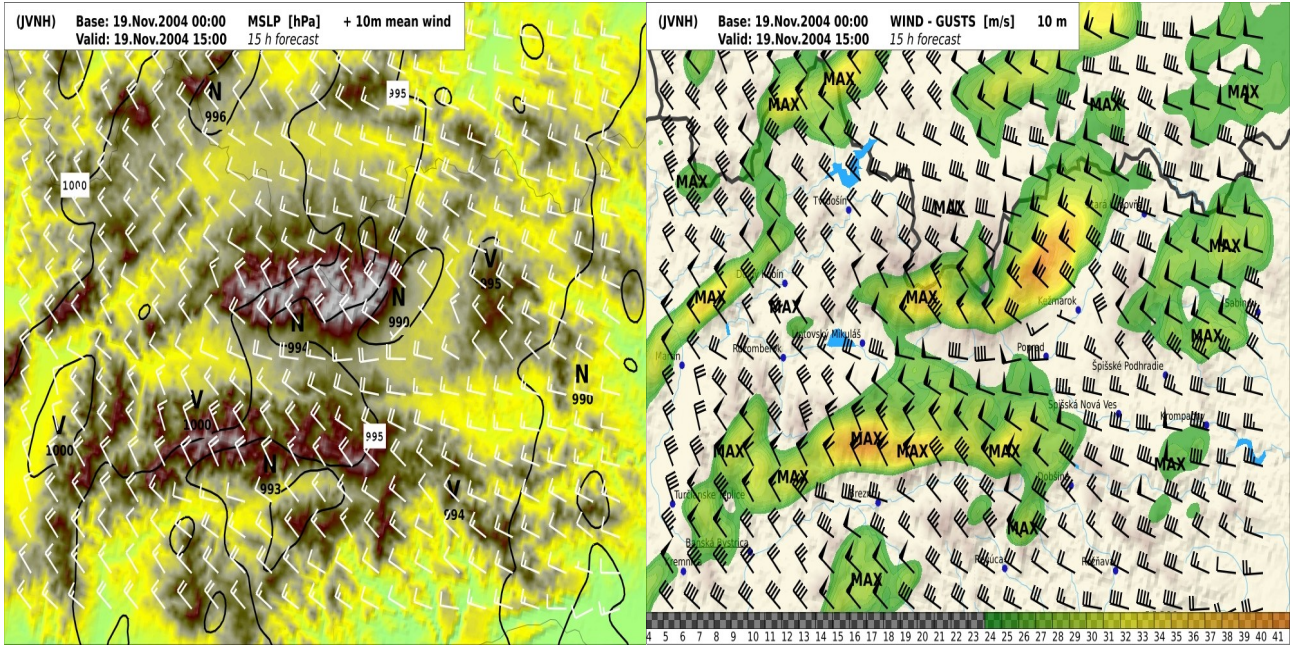 (JVNH) Base: 19.Nov.2004 00:00 MSLP [hPa] + 10m mean wind
Valid: 19.Nov.2004 15:00 15 h forecast
995
N
996
1000
V
995
N
990
N
994
N
990
V
1000
V
1000
995
N
993
V
994
(JVNH) Base: 19.Nov.2004 00:00 WIND - GUSTS [m/s] 10 m
Valid: 19.Nov.2004 15:00 15 h forecast
MAX
MAX
MAX
MAX
MAX
MAX
MAX
MAX
MAX
MAX
Kežmarok
Sabinov
MAX
Liptovský Mikuláš
Ružomberok
Poprad
Martin
Spišské Podhradie
Spišská Nová Ves
Krompachy
MAX
MAX
MAX
MAX
MAX
MAX
Dobšiná
Turčianske Teplice
Brezno
MAX
Banská Bystrica
Rožňava
MAX
4 5 6 7 8 9 10 11 12 13 14 15 16 17 18 19 20 21 22 23 24 25 26 27 28 29 30 31 32 33 34 35 36 37 38 39 40 41